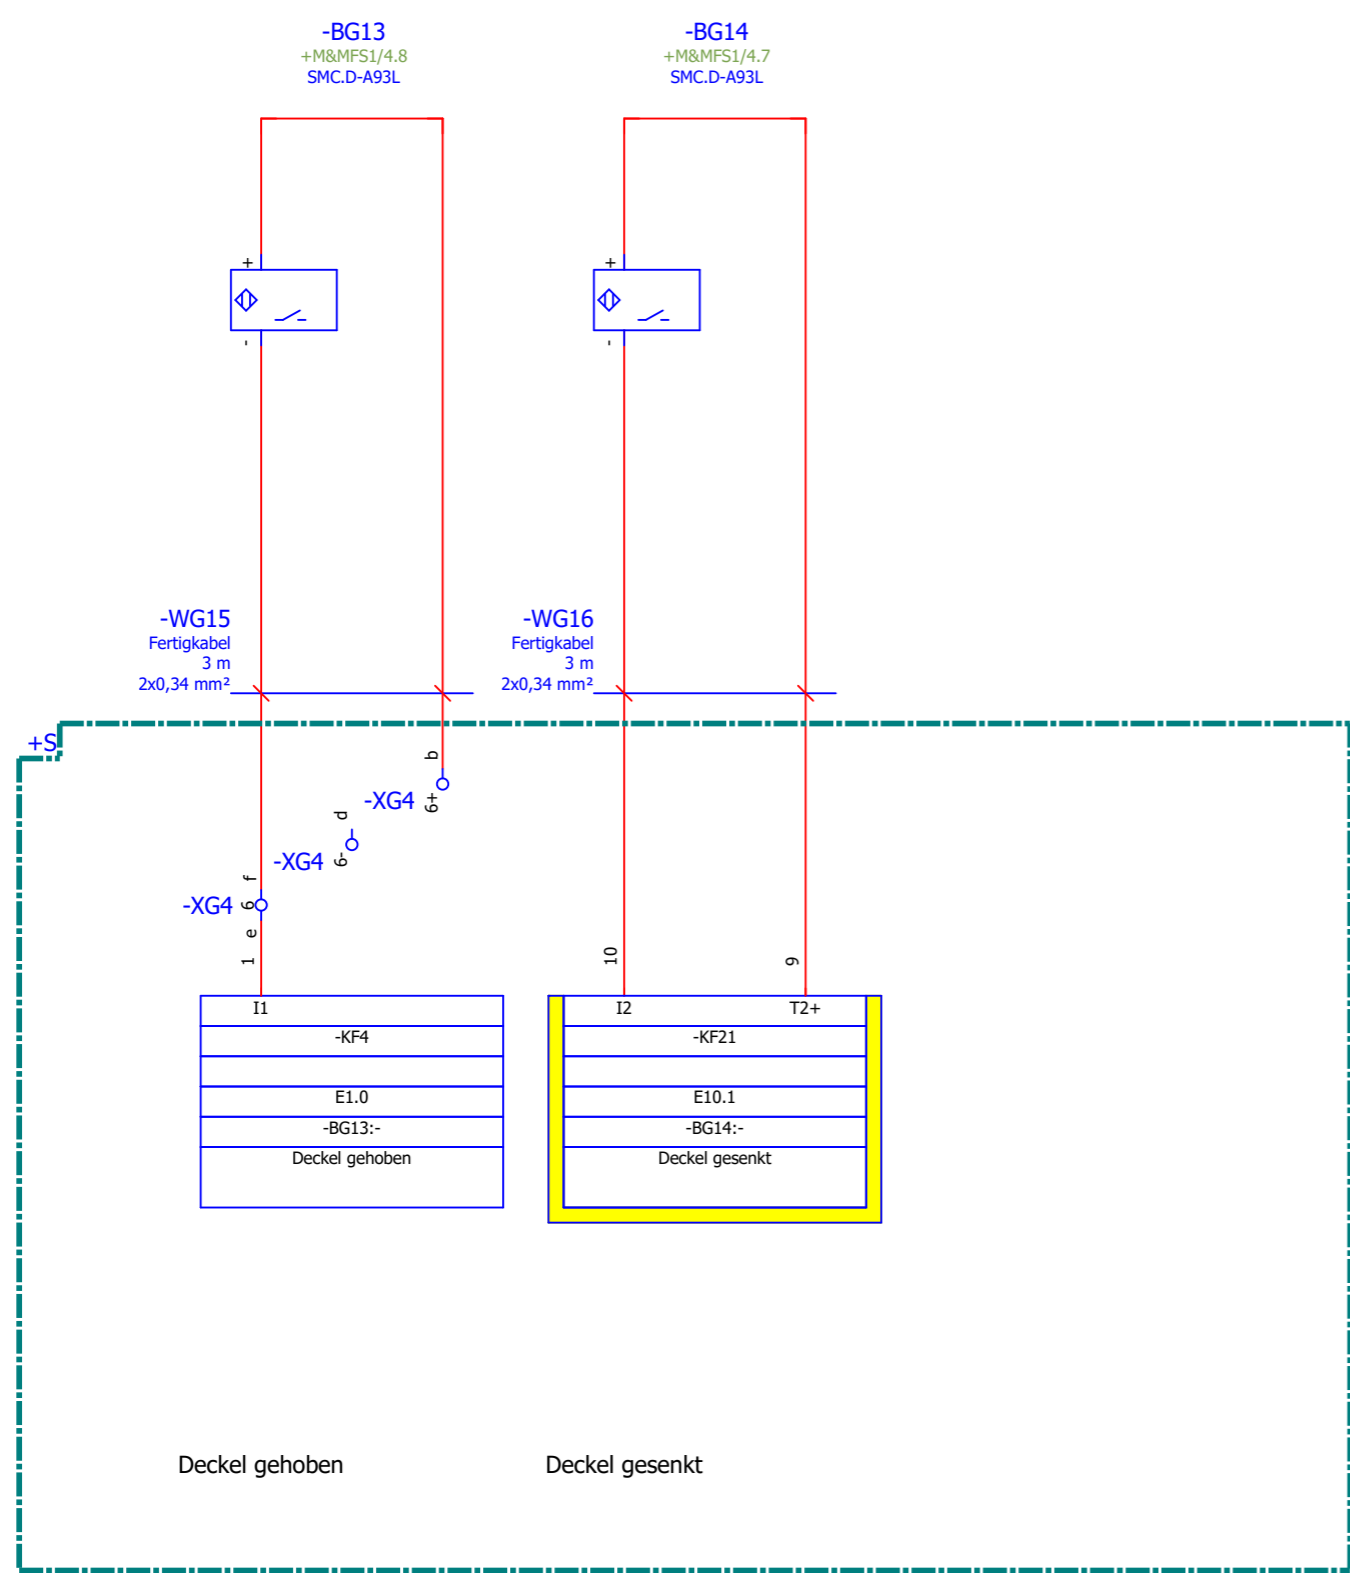 -BG13
+M&MFS1/4.8
SMC.D-A93L
-BG14
+M&MFS1/4.7
SMC.D-A93L
+
-
+
-
-WG15
Fertigkabel
3 m
2x0,34 mm²
-WG16
Fertigkabel
3 m
2x0,34 mm²
+S
b
-XG4
6+
d
-XG4
6-
f
-XG4
6
e
1
10
9
I1
-KF4
E1.0
-BG13:-
Deckel gehoben
I2
T2+
-KF21
E10.1
-BG14:-
Deckel gesenkt
Deckel gehoben
Deckel gesenkt